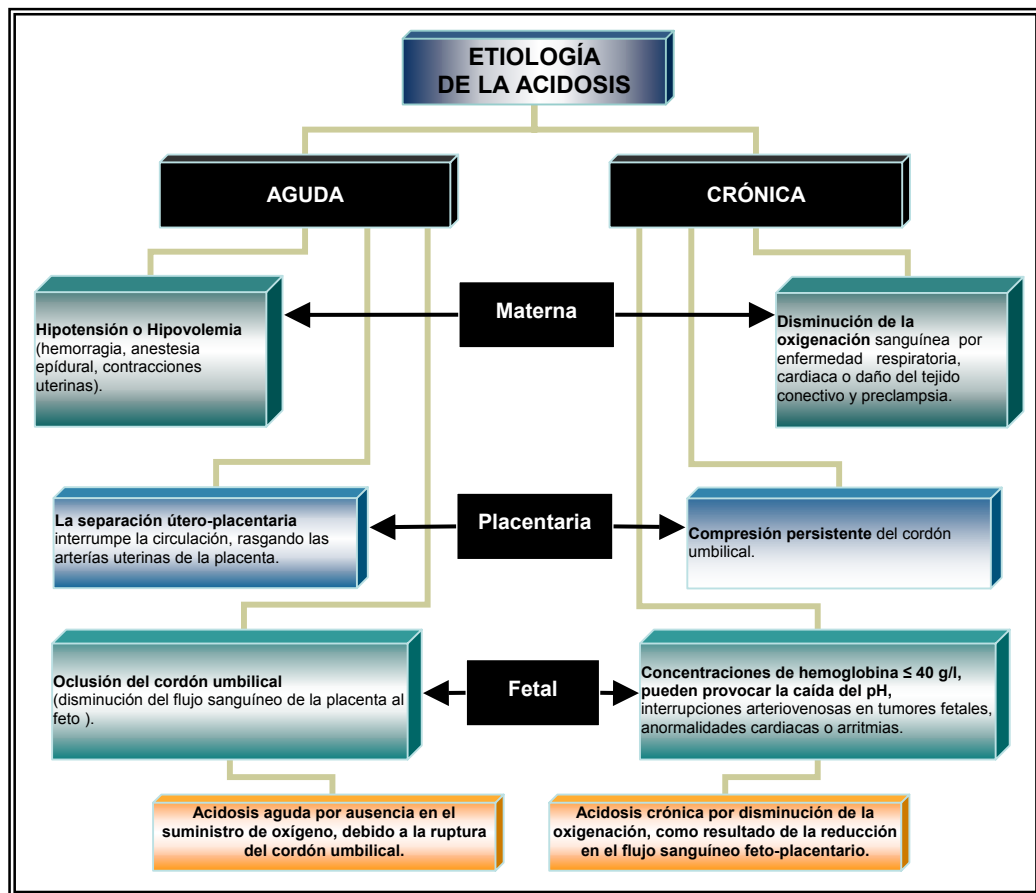 ETIOLOGÍA
DE LA ACIDOSIS
AGUDA
CRÓNICA
Materna
Hipotensión o Hipovolemia
(hemorragia, anestesia
epídural, contracciones
uterinas).
Disminución de la
oxigenación sanguínea por
enfermedad respiratoria,
cardiaca o daño del tejido
conectivo y preclampsia.
Placentaria
La separación útero-placentaria
interrumpe la circulación, rasgando las
arterías uterinas de la placenta.
Compresión persistente del cordón
umbilical.
Fetal
Oclusión del cordón umbilical
(disminución del flujo sanguíneo de la placenta al
feto ).
Concentraciones de hemoglobina ≤ 40 g/l,
pueden provocar la caída del pH,
interrupciones arteriovenosas en tumores fetales,
anormalidades cardiacas o arritmias.
Acidosis aguda por ausencia en el
suministro de oxígeno, debido a la ruptura
del cordón umbilical.
Acidosis crónica por disminución de la
oxigenación, como resultado de la reducción
en el flujo sanguíneo feto-placentario.